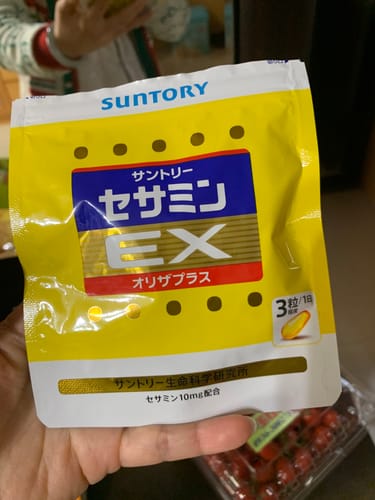 SUNTORY
サントリー
セサミン
EX
オリザプラス
3粒/1日
目安
サントリー生命科学研究所
セサミン10mg配合